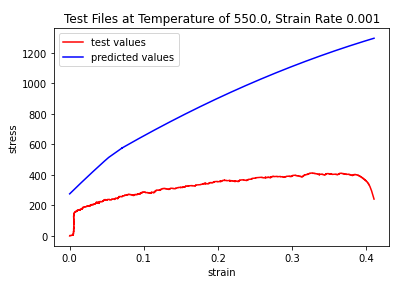 Test Files at Temperature of 550.0, Strain Rate 0.001
test values
predicted values
1200
1000
800
600
400
200
0
stress
0.0 0.1 0.2 0.3 0.4
strain